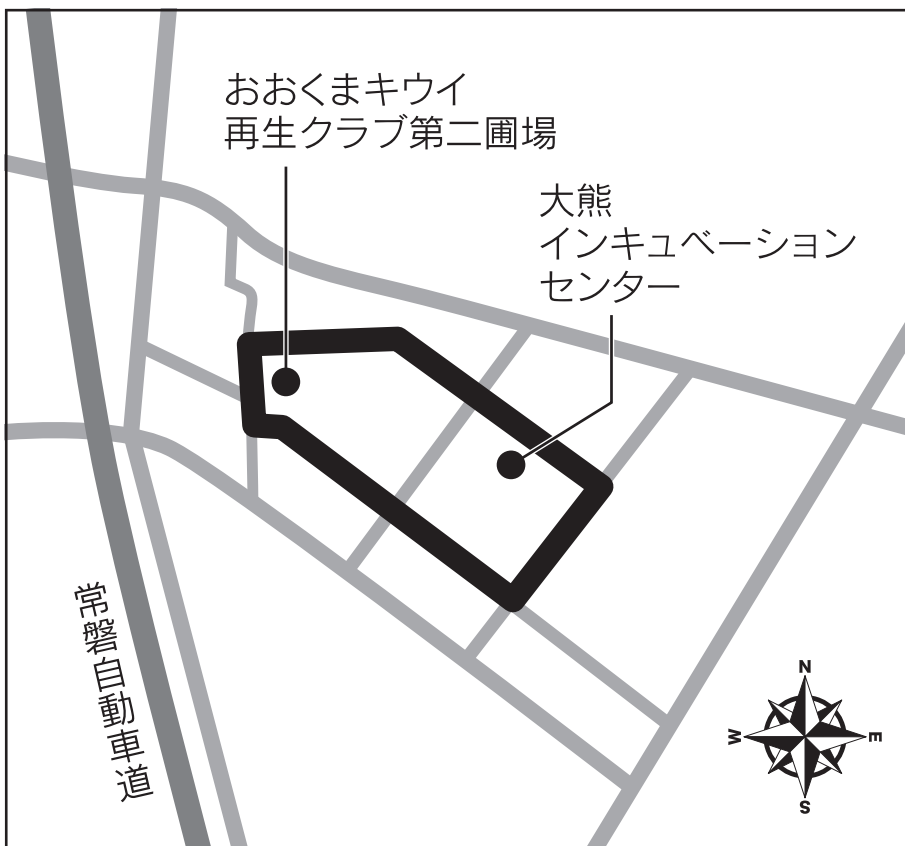 おおくまキウイ
再生クラブ第二圃場
大熊
インキュベーション
センター
常磐自動車道
N
W
E
S